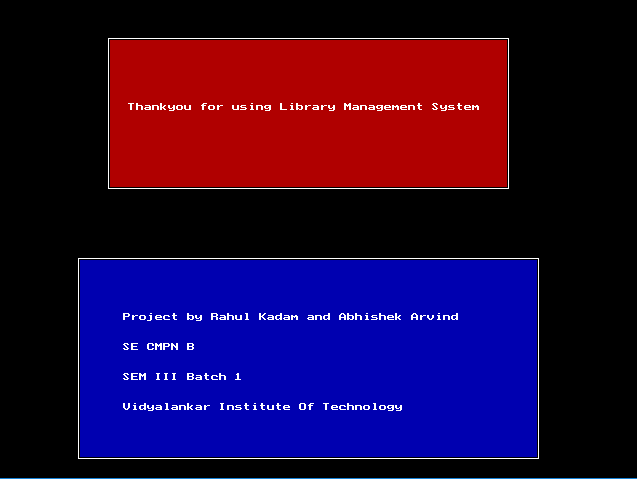 Thankyou for using Library Management System
Project by Rahul Kadam and Abhishek Arvind
SE CMPN B
SEM III Batch 1
Vidyalankar Institute Of Technology